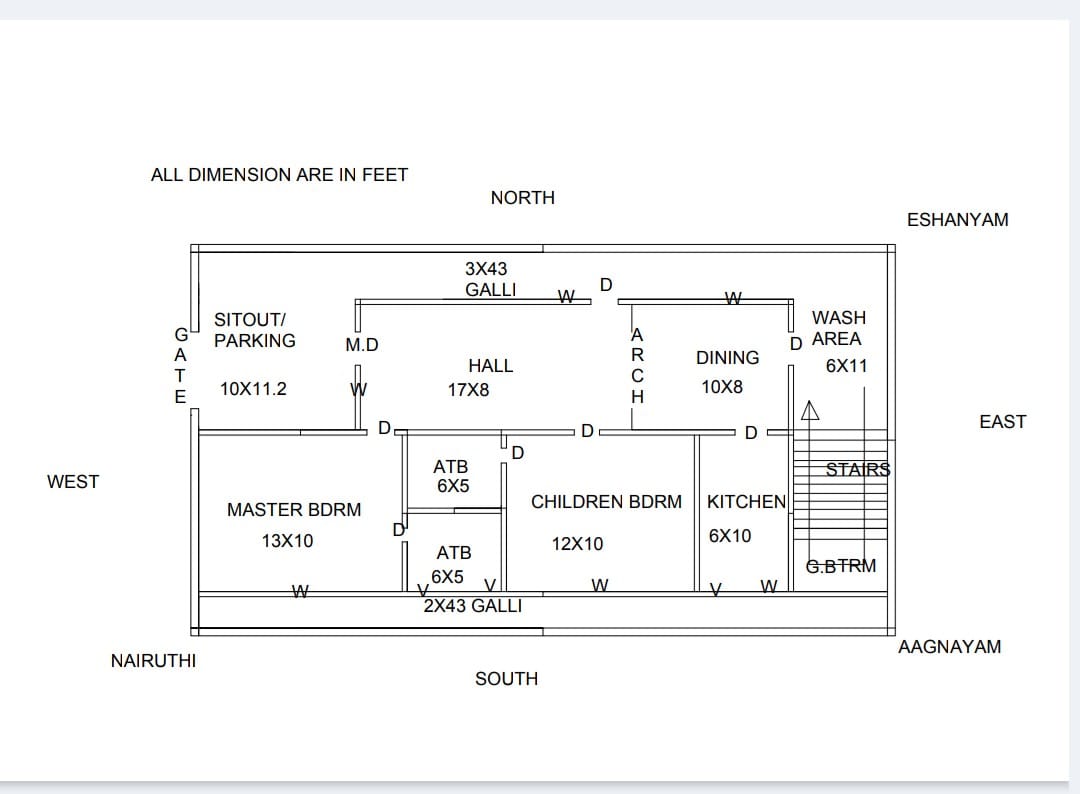 ALL DIMENSION ARE IN FEET
NORTH
ESHANYAM
3X43
GALLI
W
D
W
SITOUT/
PARKING
10X11.2
GATE
M.D
W
HALL
17X8
ARCH
DINING
10X8
D
WASH
AREA
6X11
EAST
WEST
D
D
D
D
ATB
6X5
MASTER BDRM
13X10
D
ATB
6X5
CHILDREN BDRM
12X10
KITCHEN
6X10
STAIRS
G.BTRM
W
V
V
W
V
W
2X43 GALLI
NAIRUTHI
SOUTH
AAGNAYAM